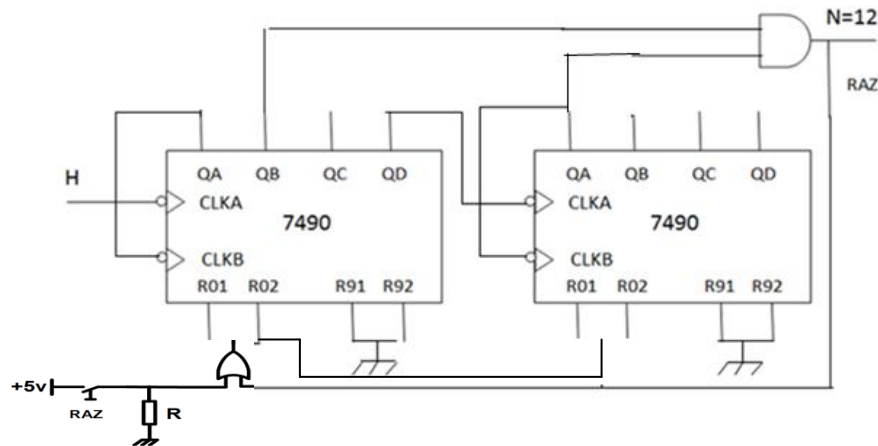 N=12
RAZ
H
QA QB QC QD
CLKA
7490
CLKB
R01 R02 R91 R92
QA QB QC QD
CLKA
7490
CLKB
R01 R02 R91 R92
+5v
RAZ
R